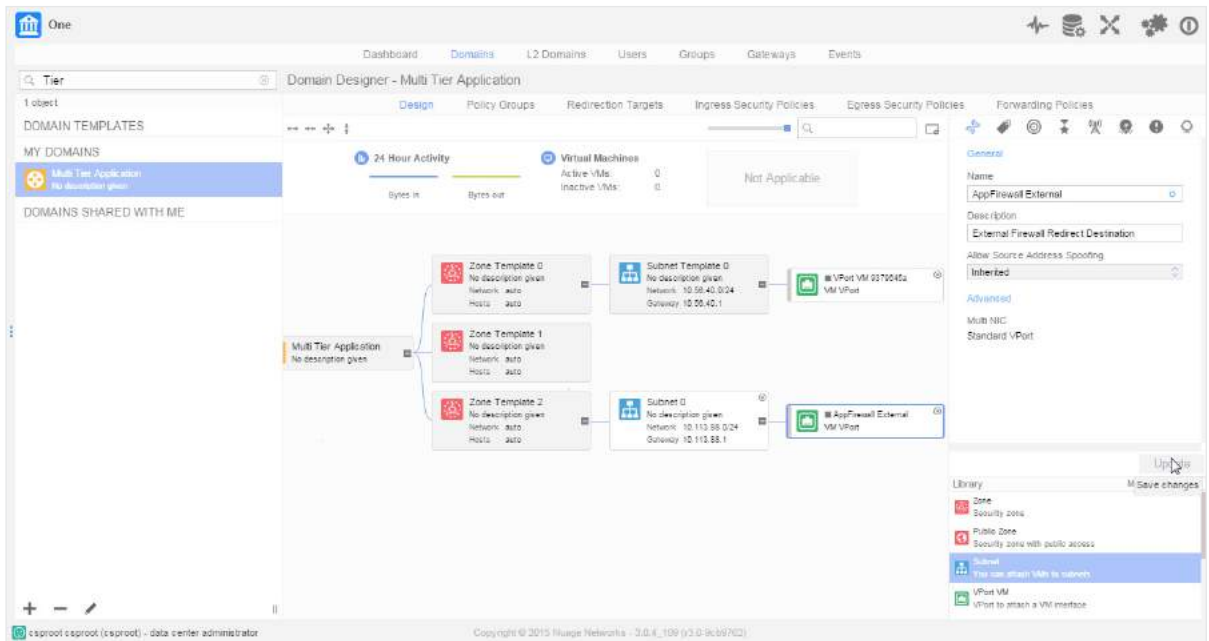 One
Dashboard Domains L2 Domains Users Groups Gateways Events
Tier
1 object
DOMAIN TEMPLATES
MY DOMAINS
Multi Tier Application
No description given
DOMAINS SHARED WITH ME
Domain Designer - Multi Tier Application
Design Policy Groups Redirection Targets Ingress Security Policies Egress Security Policies Forwarding Policies
24 Hour Activity
Bytes in Bytes out
Virtual Machines
Active VMs: 0
Inactive VMs: 0
Not Applicable
Multi Tier Application
No description given
Zone Template 0
No description given
Network auto
Hosts auto
Subnet Template 0
No description given
Network 10.56.40.0/24
Gateway 10.56.40.1
VPort VM 9379545a
VM VPort
Zone Template 1
No description given
Network auto
Hosts auto
Zone Template 2
No description given
Network auto
Hosts auto
Subnet 0
No description given
Network 10.113.88.0/24
Gateway 10.113.88.1
AppFirewall External
VM VPort
General
Name
AppFirewall External
Description
External Firewall Redirect Destination
Allow Source Address Spoofing
Inherited
Advanced
Multi NIC
Standard VPort
Update
Library
Save changes
Zone
Security zone
Public Zone
Security zone with public access
Subnet
You can attach VMs to subnets
VPort VM
VPort to attach a VM interface
csproot csproot (csproot) - data center administrator
Copyright © 2015 Nuage Networks - 3.0.4_109 (r3.0-9cb9762)